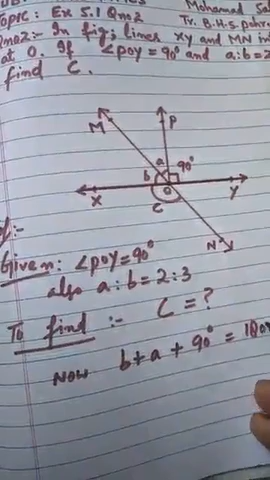 Topic: Ex 5.1 Qno2
Mohamad
Tr. B.H.S
Qno2:- In fig; lines XY and MN
at O. If ∠POY = 90° and a:b = 2
find C.
M
P
a
90°
b
O
X
Y
C
N
Given: ∠POY = 90°
also a:b = 2:3
To find :- C = ?
Now b + a + 90° = 180